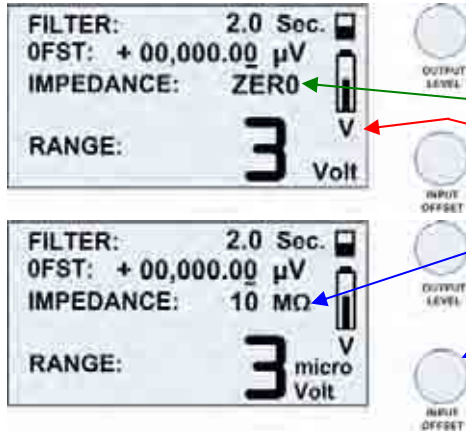 FILTER: 2.0 Sec.
0FST: + 00,000.00 µV
IMPEDANCE: ZER0
V
RANGE: 3
Volt
OUTPUT
LEVEL
INPUT
OFFSET
FILTER: 2.0 Sec.
0FST: + 00,000.00 µV
IMPEDANCE: 10 MΩ
V
RANGE: 3 micro
Volt
OUTPUT
LEVEL
INPUT
OFFSET